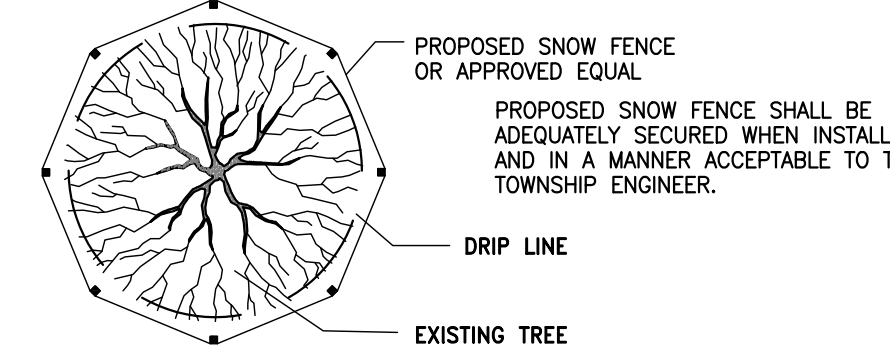 PROPOSED SNOW FENCE
OR APPROVED EQUAL
PROPOSED SNOW FENCE SHALL BE
ADEQUATELY SECURED WHEN INSTALL
AND IN A MANNER ACCEPTABLE TO T
TOWNSHIP ENGINEER.
DRIP LINE
EXISTING TREE